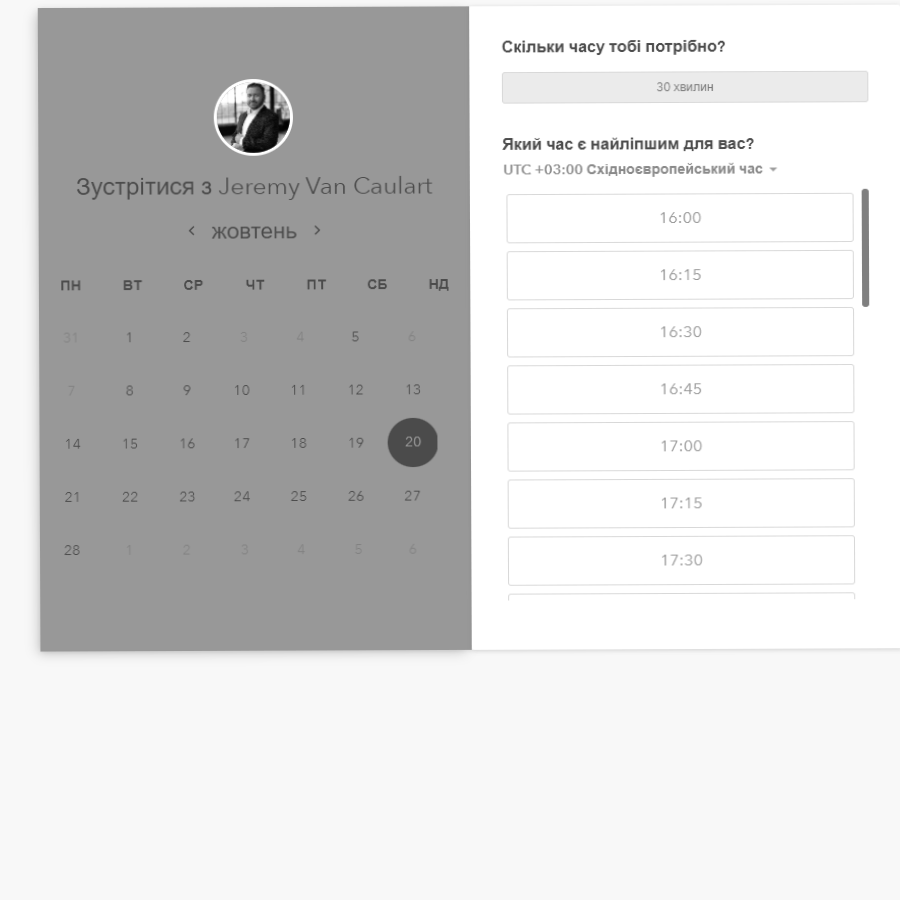 Зустрітися з Jeremy Van Caulart
‹ жовтень ›
ПН ВТ СР ЧТ ПТ СБ НД
31 1 2 3 4 5 6
7 8 9 10 11 12 13
14 15 16 17 18 19 20
21 22 23 24 25 26 27
28 1 2 3 4 5 6
Скільки часу тобі потрібно?
30 хвилин
Який час є найліпшим для вас?
UTC +03:00 Східноєвропейський час
16:00
16:15
16:30
16:45
17:00
17:15
17:30